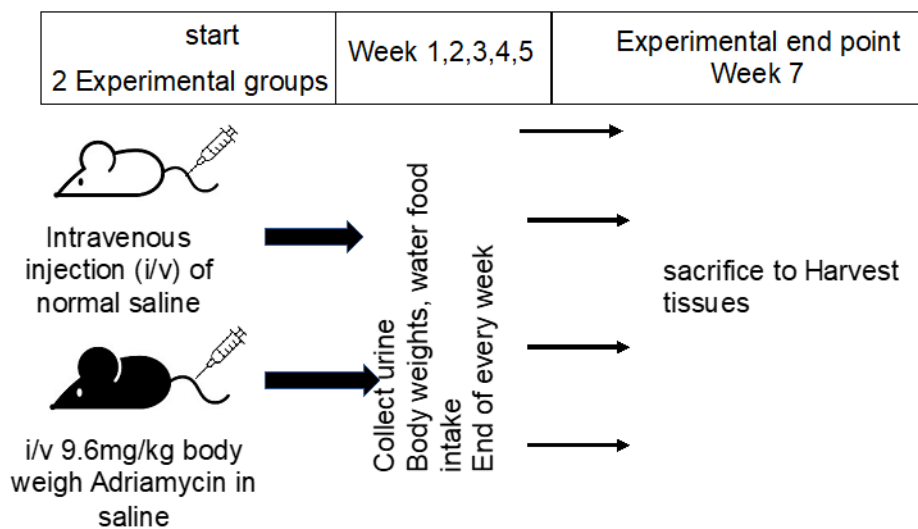 start
2 Experimental groups
Week 1,2,3,4,5
Experimental end point
Week 7
Intravenous
injection (i/v) of
normal saline
i/v 9.6mg/kg body
weigh Adriamycin in
saline
Collect urine
Body weights, water food
intake
End of every week
sacrifice to Harvest
tissues